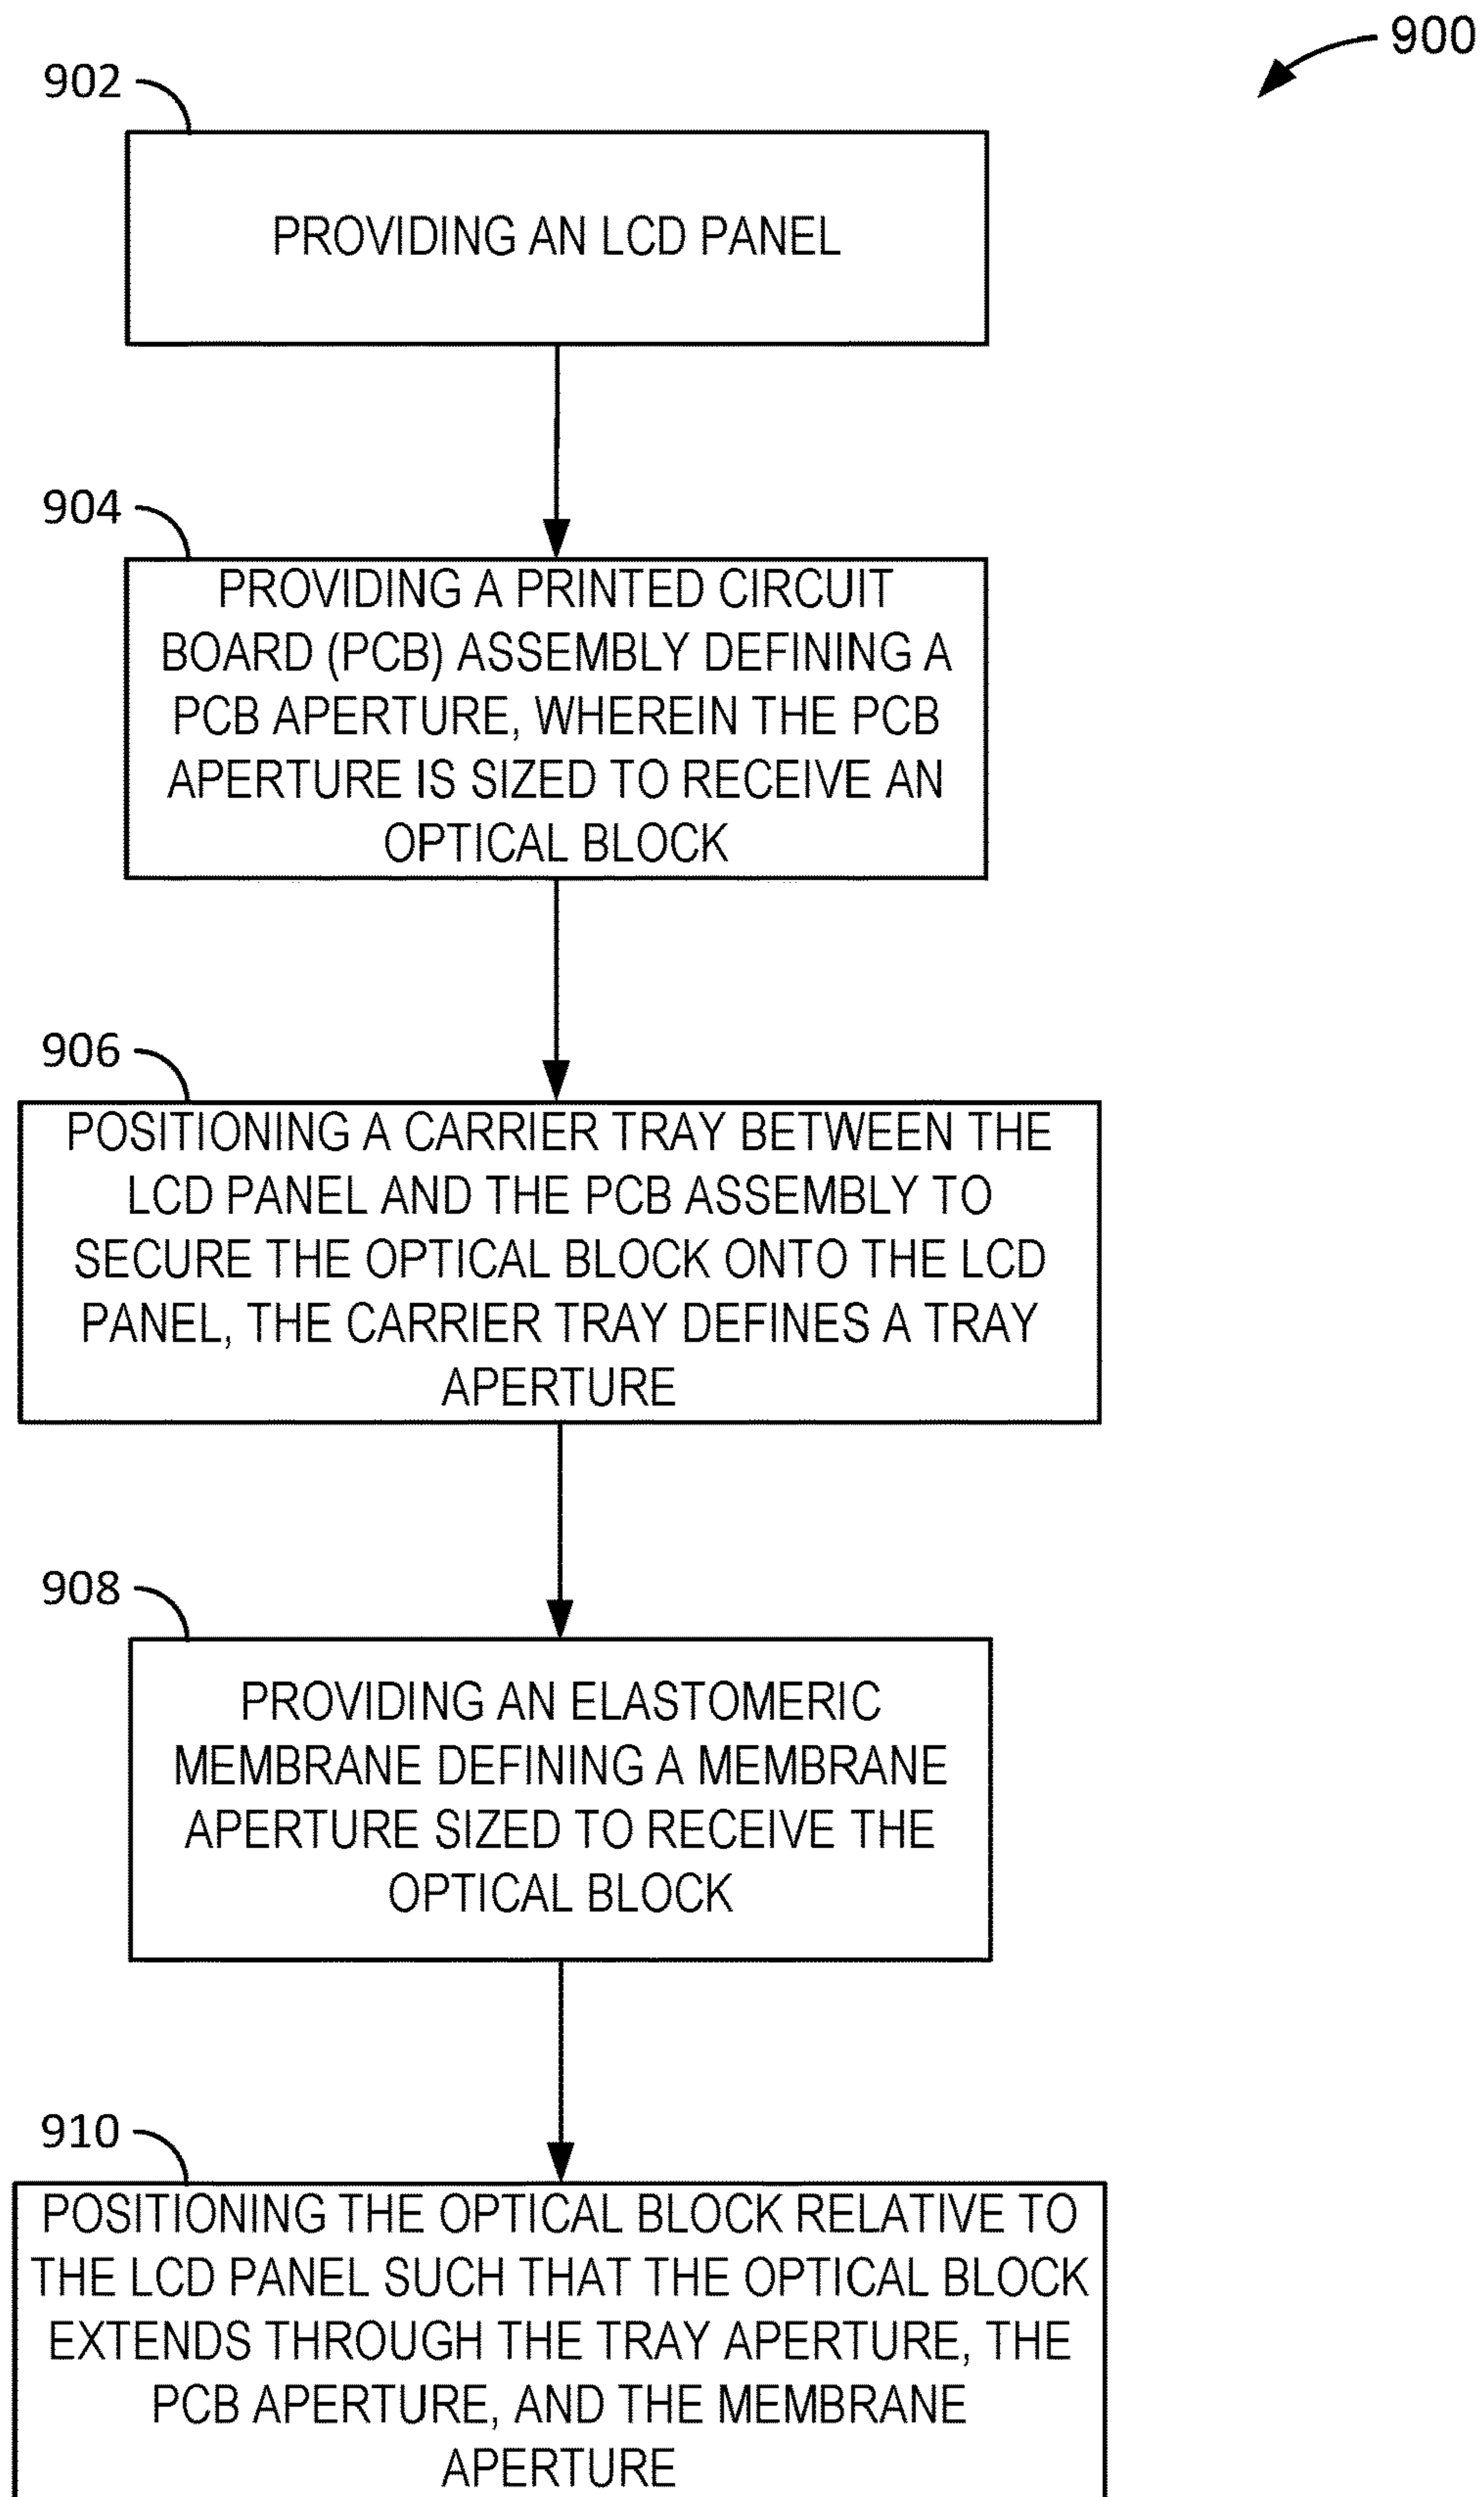 900
902
PROVIDING AN LCD PANEL
904
PROVIDING A PRINTED CIRCUIT
BOARD (PCB) ASSEMBLY DEFINING A
PCB APERTURE, WHEREIN THE PCB
APERTURE IS SIZED TO RECEIVE AN
OPTICAL BLOCK
906
POSITIONING A CARRIER TRAY BETWEEN THE
LCD PANEL AND THE PCB ASSEMBLY TO
SECURE THE OPTICAL BLOCK ONTO THE LCD
PANEL, THE CARRIER TRAY DEFINES A TRAY
APERTURE
908
PROVIDING AN ELASTOMERIC
MEMBRANE DEFINING A MEMBRANE
APERTURE SIZED TO RECEIVE THE
OPTICAL BLOCK
910
POSITIONING THE OPTICAL BLOCK RELATIVE TO
THE LCD PANEL SUCH THAT THE OPTICAL BLOCK
EXTENDS THROUGH THE TRAY APERTURE, THE
PCB APERTURE, AND THE MEMBRANE
APERTURE